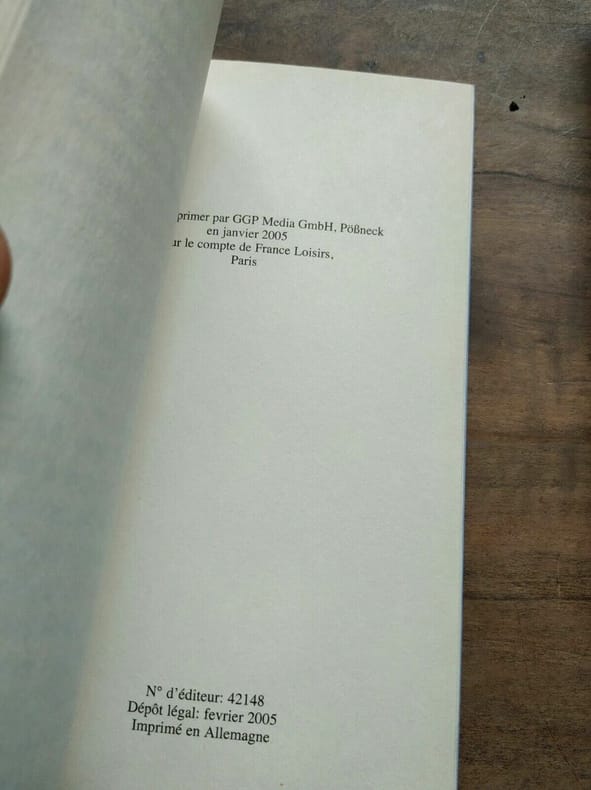 primer par GGP Media GmbH, Pößneck
en janvier 2005
ur le compte de France Loisirs,
Paris
N° d'éditeur: 42148
Dépôt légal: fevrier 2005
Imprimé en Allemagne